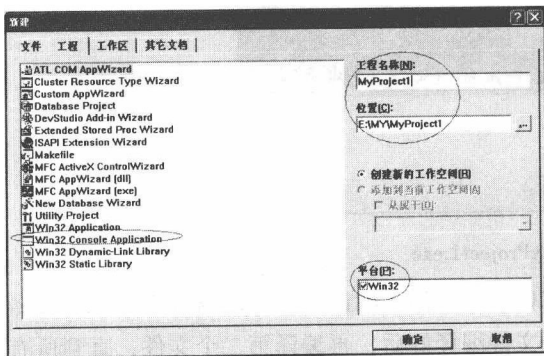 新建
文件 工程 工作区 其它文档
ATL COM AppWizard
Cluster Resource Type Wizard
Custom AppWizard
Database Project
DevStudio Add-in Wizard
Extended Stored Proc Wizard
ISAPI Extension Wizard
Makefile
MFC ActiveX ControlWizard
MFC AppWizard (dll)
MFC AppWizard (exe)
New Database Wizard
Utility Project
Win32 Application
Win32 Console Application
Win32 Dynamic-Link Library
Win32 Static Library
工程名称[N]:
MyProject1
位置[C]:
E:\MY\MyProject1
...
创建新的工作空间[R]
添加到当前工作空间[A]
从属于[D]:
平台[P]:
Win32
确定
取消